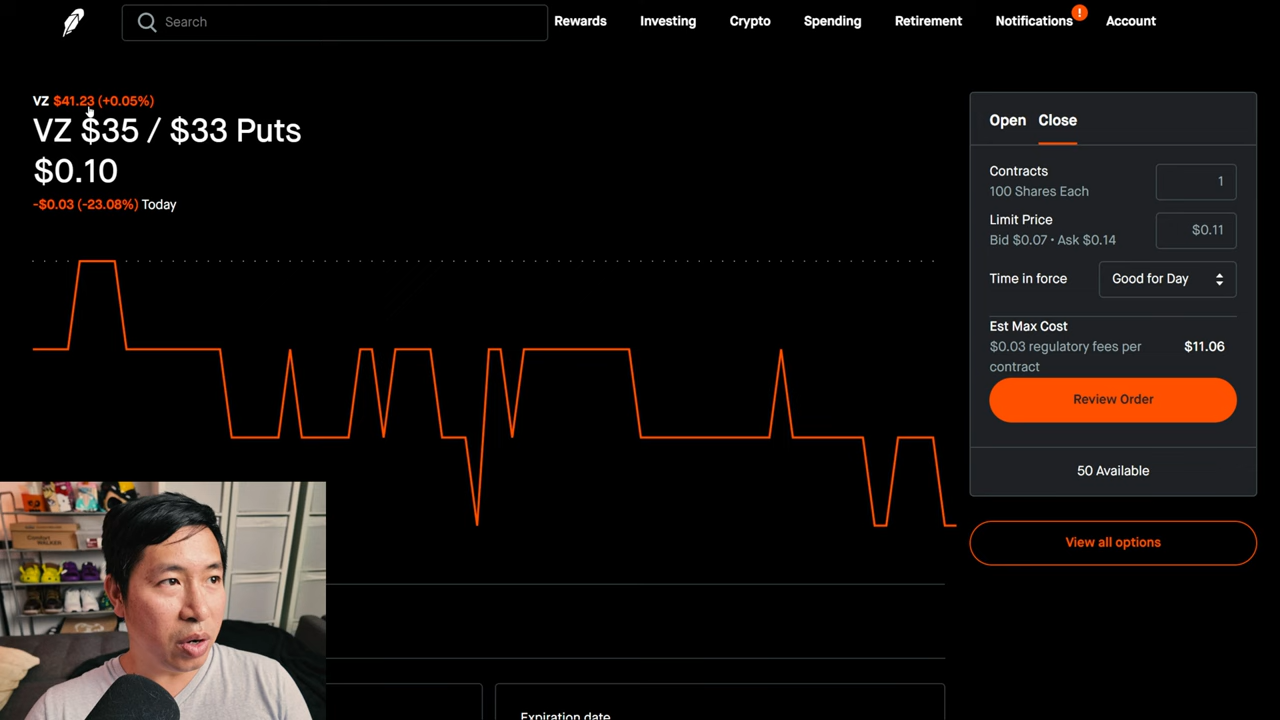 Search
Rewards
Investing
Crypto
Spending
Retirement
Notifications
!
Account
VZ $41.23 (+0.05%)
VZ $35 / $33 Puts
$0.10
-$0.03 (-23.08%) Today
Open Close
Contracts
100 Shares Each
1
Limit Price
Bid $0.07 • Ask $0.14
$0.11
Time in force
Good for Day
Est Max Cost
$0.03 regulatory fees per
contract
$11.06
Review Order
50 Available
View all options
Comfort
WALKER
Expiration date